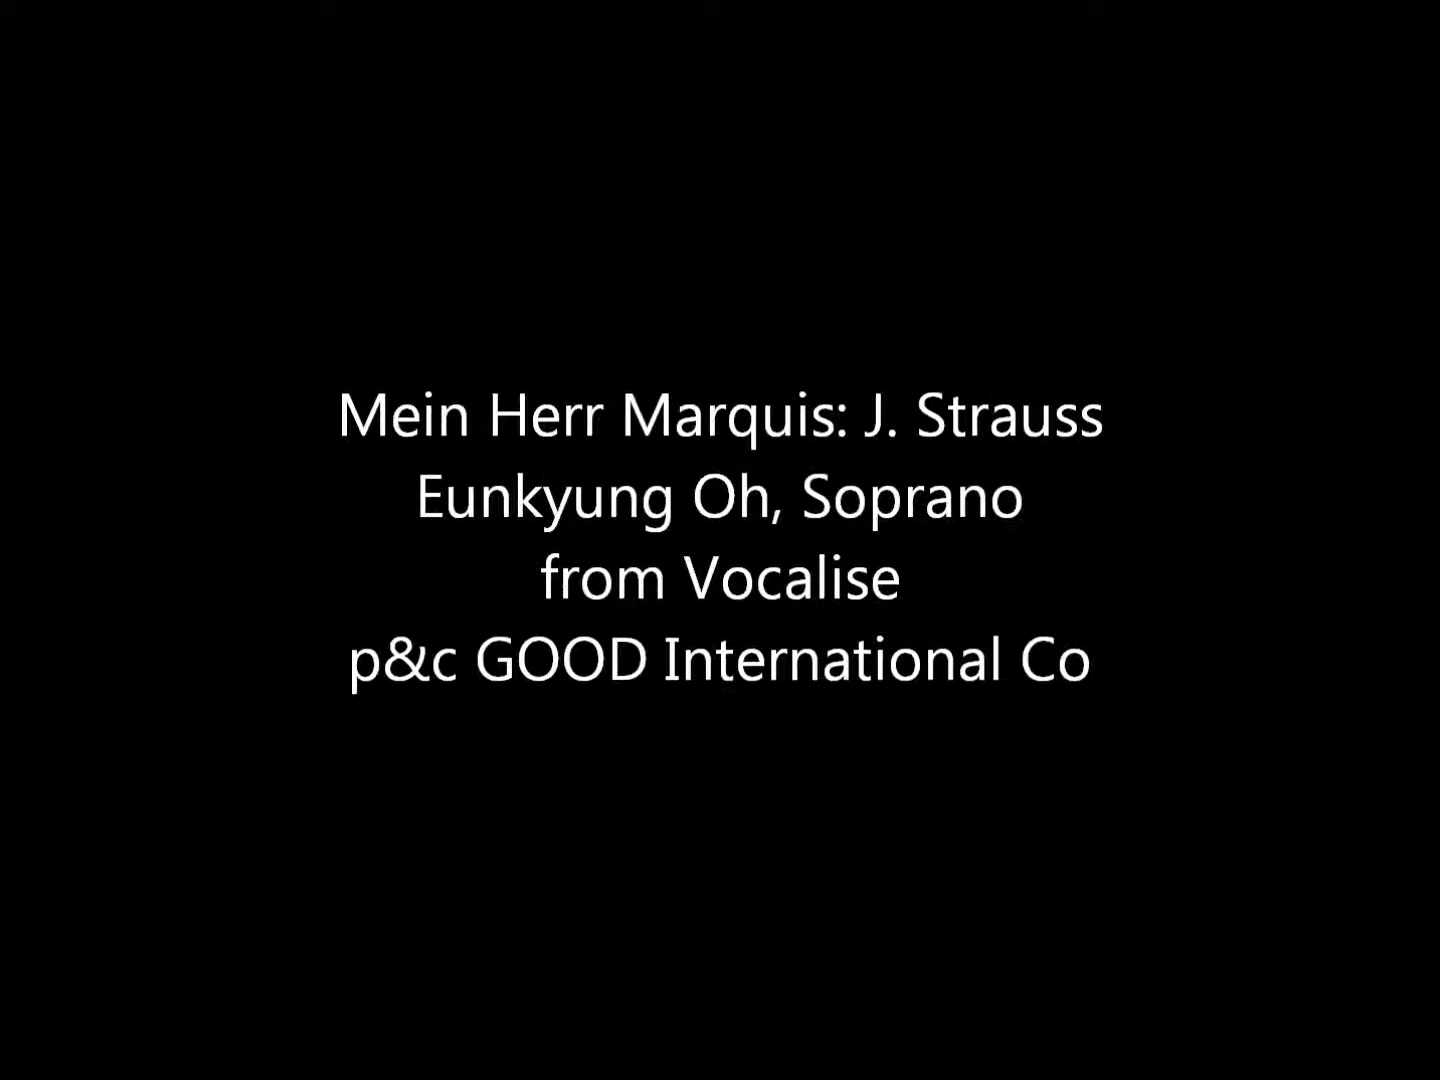 Mein Herr Marquis: J. Strauss
Eunkyung Oh, Soprano
from Vocalise
p&c GOOD International Co